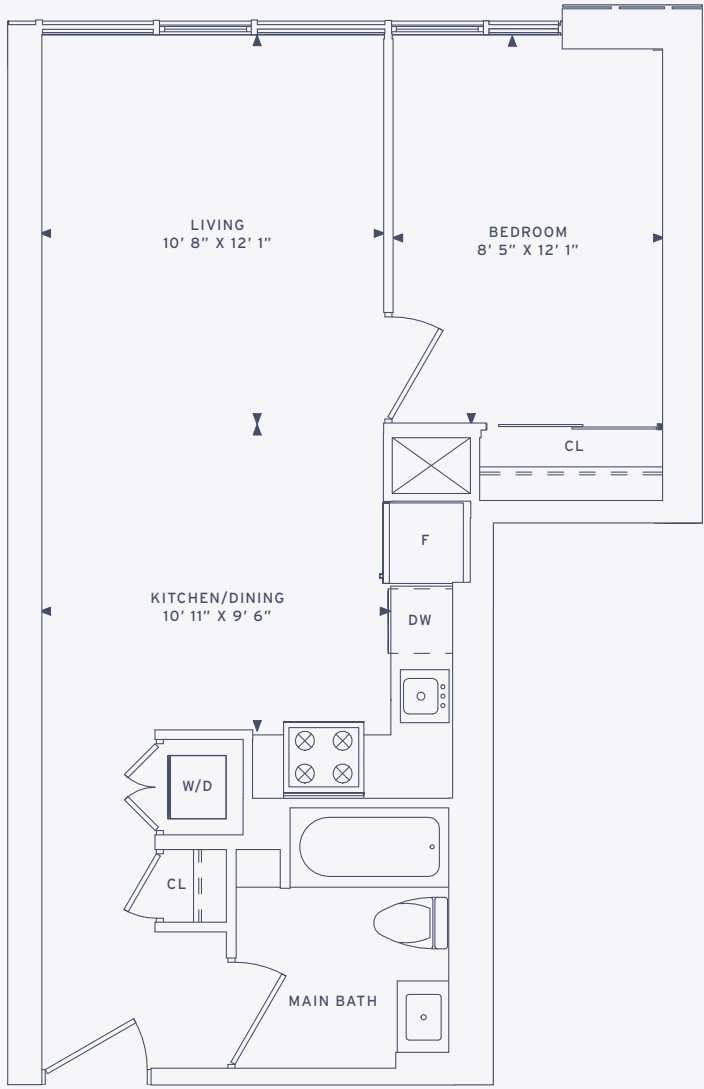 LIVING
10’ 8” X 12’ 1”
BEDROOM
8’ 5” X 12’ 1”
CL
F
KITCHEN/DINING
10’ 11” X 9’ 6”
DW
W/D
CL
MAIN BATH